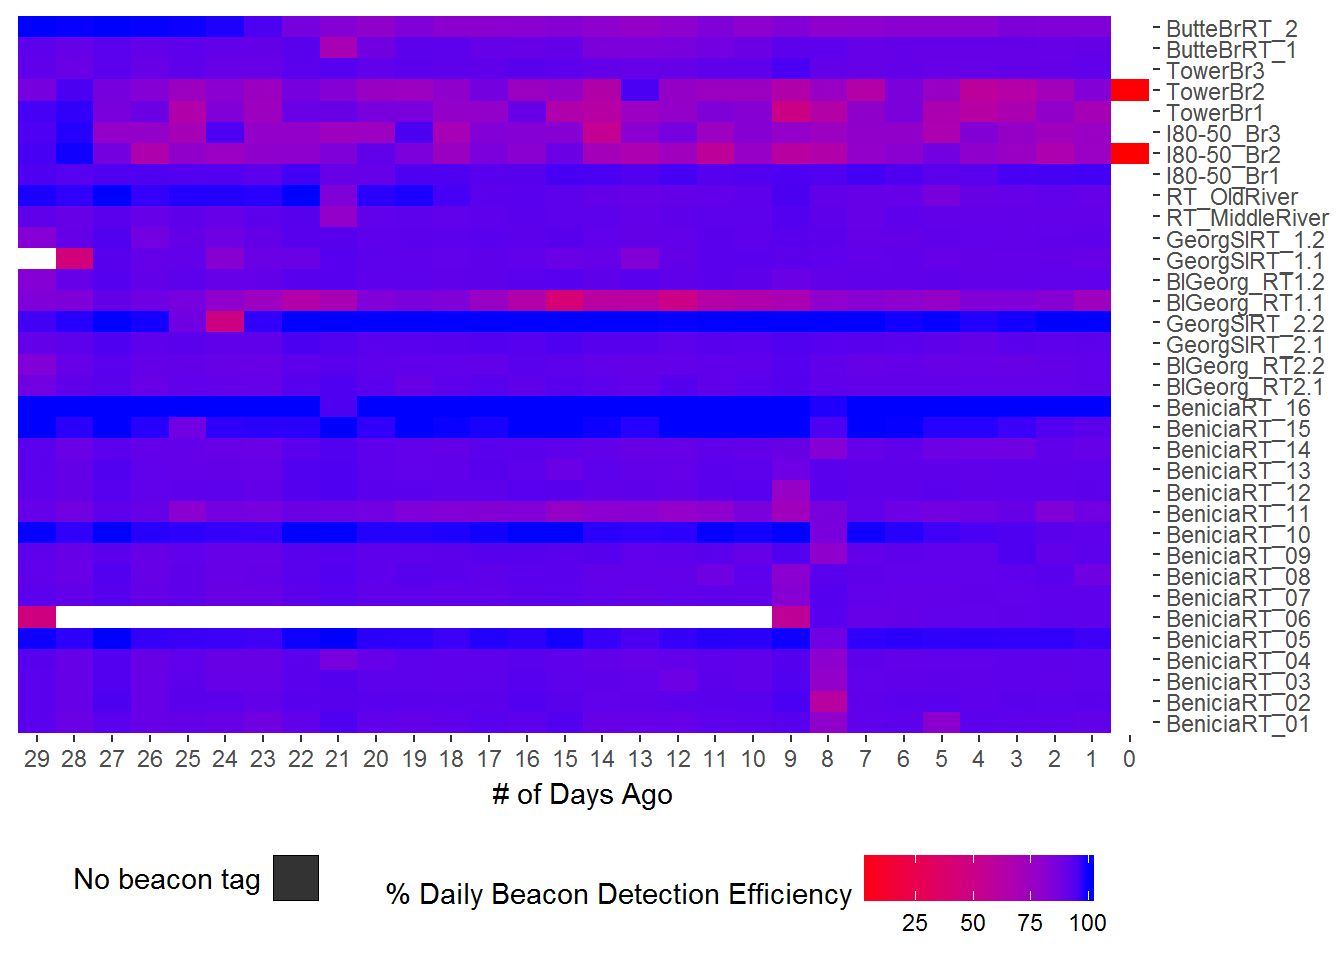 ButteBrRT_2
ButteBrRT_1
TowerBr3
TowerBr2
TowerBr1
I80-50_Br3
I80-50_Br2
I80-50_Br1
RT_OldRiver
RT_MiddleRiver
GeorgSlRT_1.2
GeorgSlRT_1.1
BlGeorg_RT1.2
BlGeorg_RT1.1
GeorgSlRT_2.2
GeorgSlRT_2.1
BlGeorg_RT2.2
BlGeorg_RT2.1
BeniciaRT_16
BeniciaRT_15
BeniciaRT_14
BeniciaRT_13
BeniciaRT_12
BeniciaRT_11
BeniciaRT_10
BeniciaRT_09
BeniciaRT_08
BeniciaRT_07
BeniciaRT_06
BeniciaRT_05
BeniciaRT_04
BeniciaRT_03
BeniciaRT_02
BeniciaRT_01
29 28 27 26 25 24 23 22 21 20 19 18 17 16 15 14 13 12 11 10 9 8 7 6 5 4 3 2 1 0
# of Days Ago
No beacon tag
% Daily Beacon Detection Efficiency
25 50 75 100